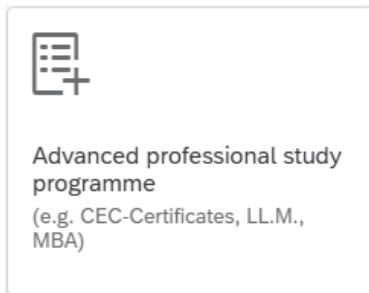 Advanced professional study
programme
(e.g. CEC-Certificates, LL.M.,
MBA)